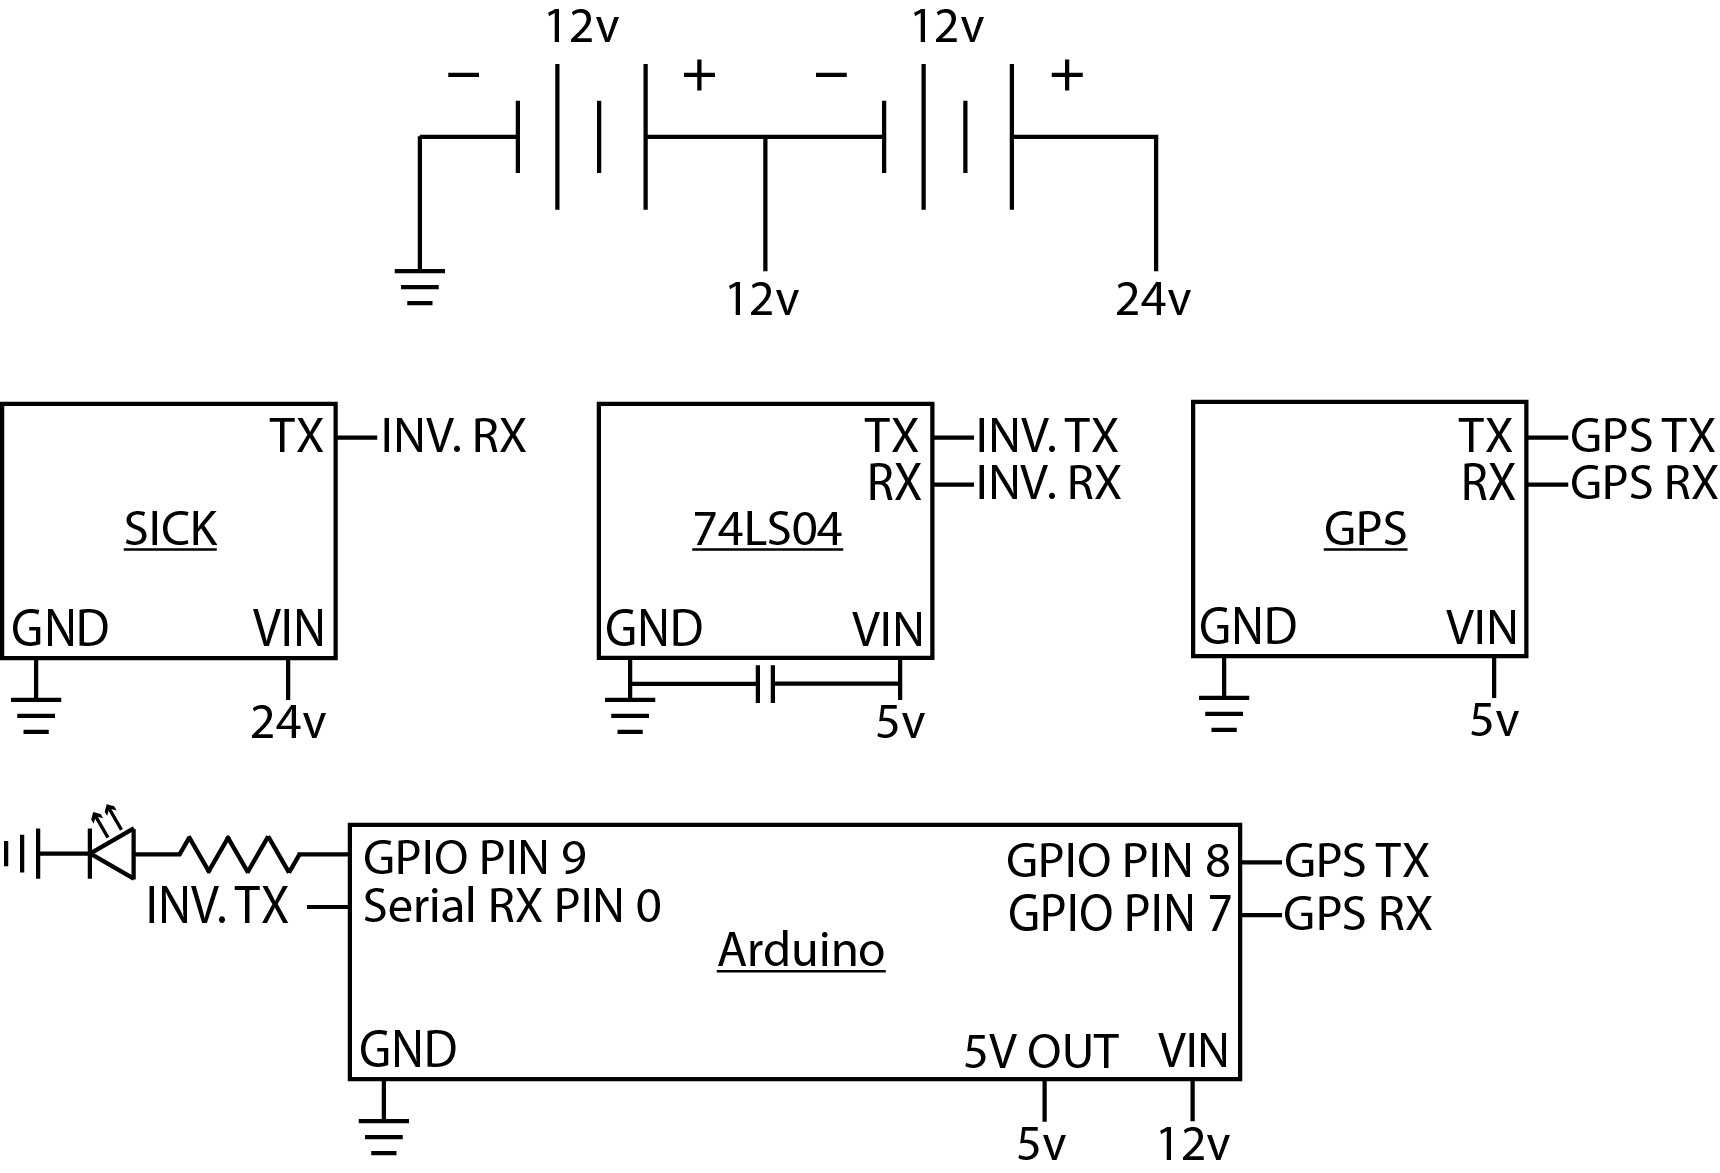 12v 12v
− + − +
12v 24v
TX INV. RX
SICK
GND VIN
24v
TX INV. TX
RX INV. RX
74LS04
GND VIN
5v
TX GPS TX
RX GPS RX
GPS
GND VIN
5v
GPIO PIN 9
INV. TX Serial RX PIN 0
GPIO PIN 8 GPS TX
GPIO PIN 7 GPS RX
Arduino
GND 5V OUT VIN
5v 12v